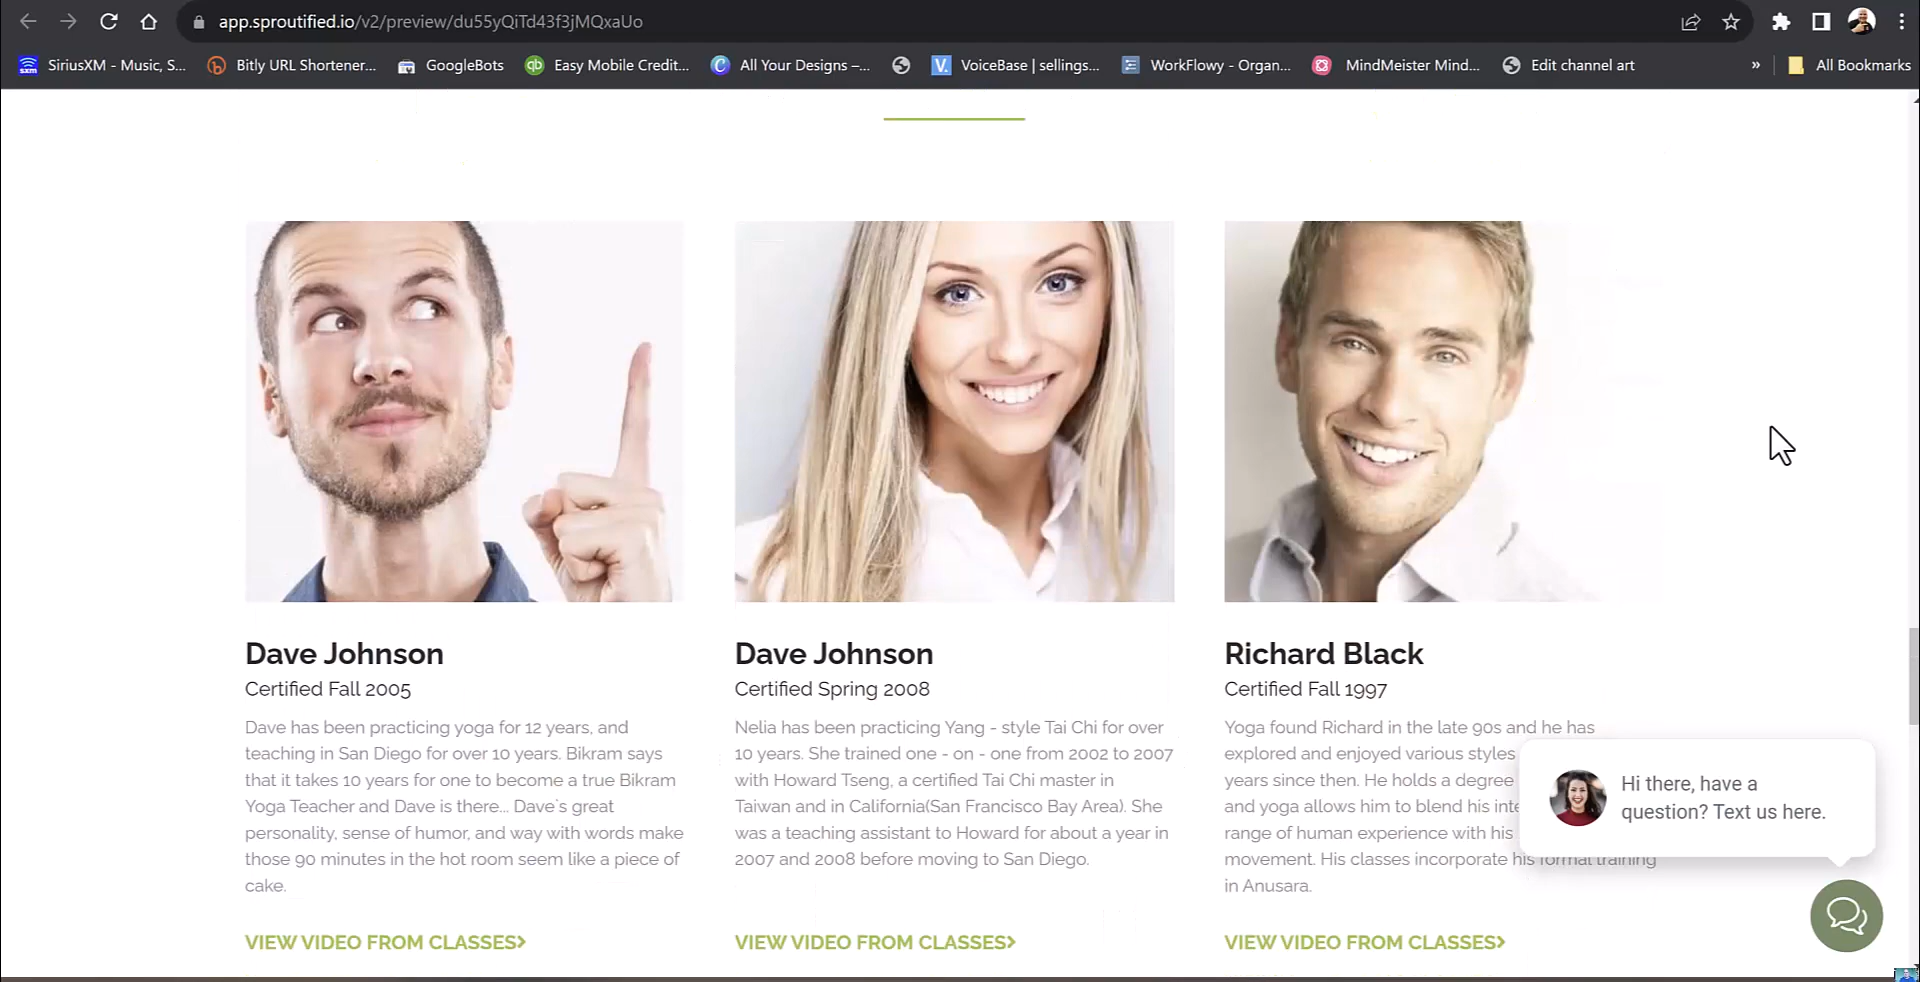 app.sproutified.io/v2/preview/du55yQiTd43f3jMQxaUo
SiriusXM - Music, S...
Bitly URL Shortener...
GoogleBots
Easy Mobile Credit...
All Your Designs –...
VoiceBase | sellings...
WorkFlowy - Organ...
MindMeister Mind...
Edit channel art
» All Bookmarks
Dave Johnson
Certified Fall 2005
Dave has been practicing yoga for 12 years, and
teaching in San Diego for over 10 years. Bikram says
that it takes 10 years for one to become a true Bikram
Yoga Teacher and Dave is there... Dave`s great
personality, sense of humor, and way with words make
those 90 minutes in the hot room seem like a piece of
cake.
VIEW VIDEO FROM CLASSES>
Dave Johnson
Certified Spring 2008
Nelia has been practicing Yang - style Tai Chi for over
10 years. She trained one - on - one from 2002 to 2007
with Howard Tseng, a certified Tai Chi master in
Taiwan and in California(San Francisco Bay Area). She
was a teaching assistant to Howard for about a year in
2007 and 2008 before moving to San Diego.
VIEW VIDEO FROM CLASSES>
Richard Black
Certified Fall 1997
Yoga found Richard in the late 90s and he has
explored and enjoyed various styles
years since then. He holds a degree
and yoga allows him to blend his
range of human experience with his
movement. His classes incorporate his formal training
in Anusara.
VIEW VIDEO FROM CLASSES>
Hi there, have a
question? Text us here.